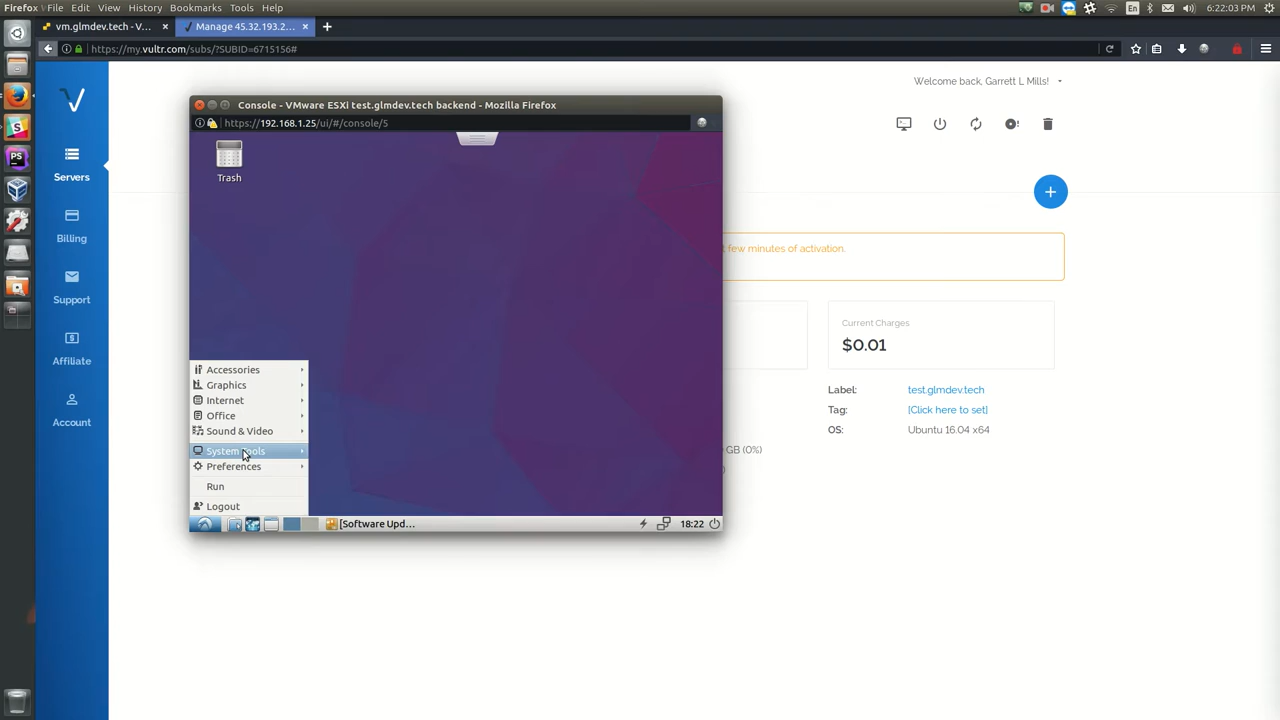 Firefox File Edit View History Bookmarks Tools Help
En
6:22:03 PM
vm.glmdev.tech - V...
Manage 45.32.193.2...
https://my.vultr.com/subs/?SUBID=6715156#
Welcome back, Garrett L Mills!
Servers
Billing
Support
Affiliate
Account
t few minutes of activation.
Current Charges
$0.01
Label: test.glmdev.tech
Tag: [Click here to set]
OS: Ubuntu 16.04 x64
GB (0%)
)
Console - VMware ESXi test.glmdev.tech backend - Mozilla Firefox
https://192.168.1.25/ui/#/console/5
Trash
Accessories
Graphics
Internet
Office
Sound & Video
System Tools
Preferences
Run
Logout
[Software Upd...
18:22